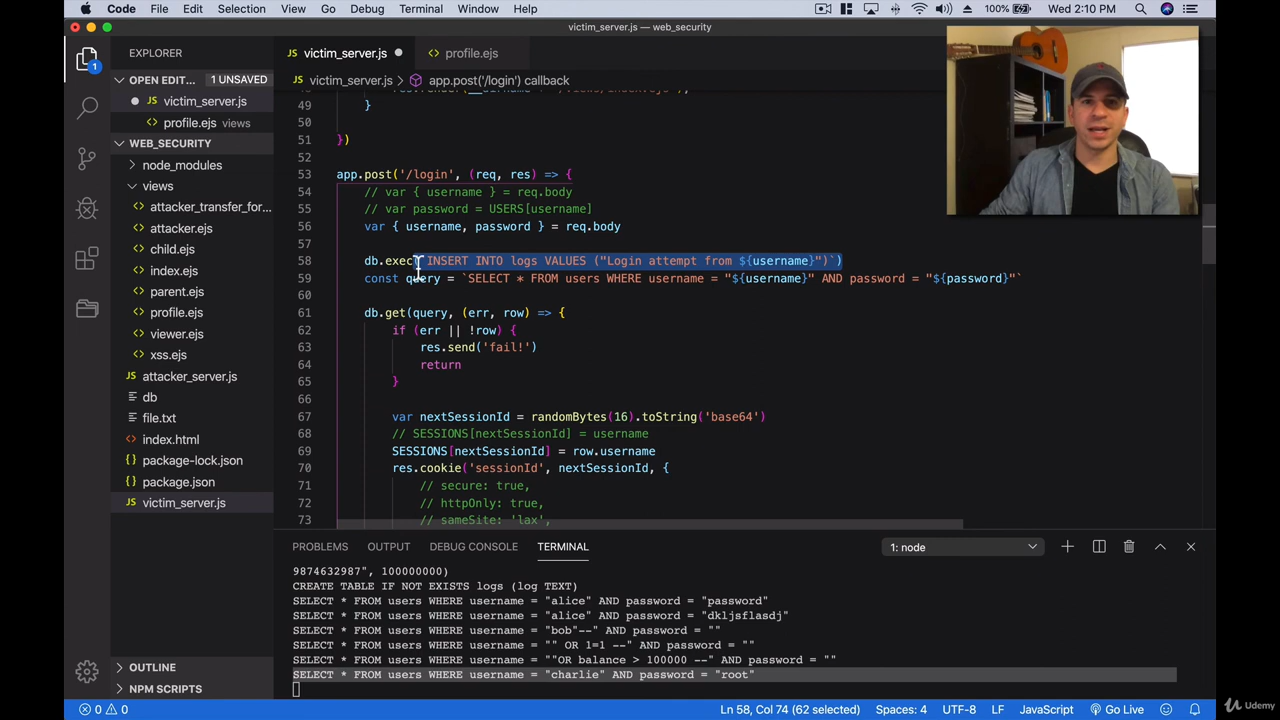 Code File Edit Selection View Go Debug Terminal Window Help 100% Wed 2:10 PM
victim_server.js — web_security
EXPLORER
victim_server.js
profile.ejs
OPEN EDIT... 1 UNSAVED
victim_server.js > app.post('/login') callback
victim_server.js
profile.ejs views
WEB_SECURITY
node_modules
views
attacker_transfer_for...
attacker.ejs
child.ejs
index.ejs
parent.ejs
profile.ejs
viewer.ejs
xss.ejs
attacker_server.js
db
file.txt
index.html
package-lock.json
package.json
victim_server.js
OUTLINE
NPM SCRIPTS
49 }
50
51 })
52
53 app.post('/login', (req, res) => {
54 // var { username } = req.body
55 // var password = USERS[username]
56 var { username, password } = req.body
57
58 db.exec(`INSERT INTO logs VALUES ("Login attempt from ${username}")`)
59 const query = `SELECT * FROM users WHERE username = "${username}" AND password = "${password}"`
60
61 db.get(query, (err, row) => {
62 if (err || !row) {
63 res.send('fail!')
64 return
65 }
66
67 var nextSessionId = randomBytes(16).toString('base64')
68 // SESSIONS[nextSessionId] = username
69 SESSIONS[nextSessionId] = row.username
70 res.cookie('sessionId', nextSessionId, {
71 // secure: true,
72 // httpOnly: true,
73 // sameSite: 'lax',
PROBLEMS OUTPUT DEBUG CONSOLE TERMINAL 1: node
9874632987", 100000000)
CREATE TABLE IF NOT EXISTS logs (log TEXT)
SELECT * FROM users WHERE username = "alice" AND password = "password"
SELECT * FROM users WHERE username = "alice" AND password = "dkljsflasdj"
SELECT * FROM users WHERE username = "bob"--" AND password = ""
SELECT * FROM users WHERE username = "" OR 1=1 --" AND password = ""
SELECT * FROM users WHERE username = ""OR balance > 100000 --" AND password = ""
SELECT * FROM users WHERE username = "charlie" AND password = "root"
0 0 Ln 58, Col 74 (62 selected) Spaces: 4 UTF-8 LF JavaScript Go Live
1
Udemy